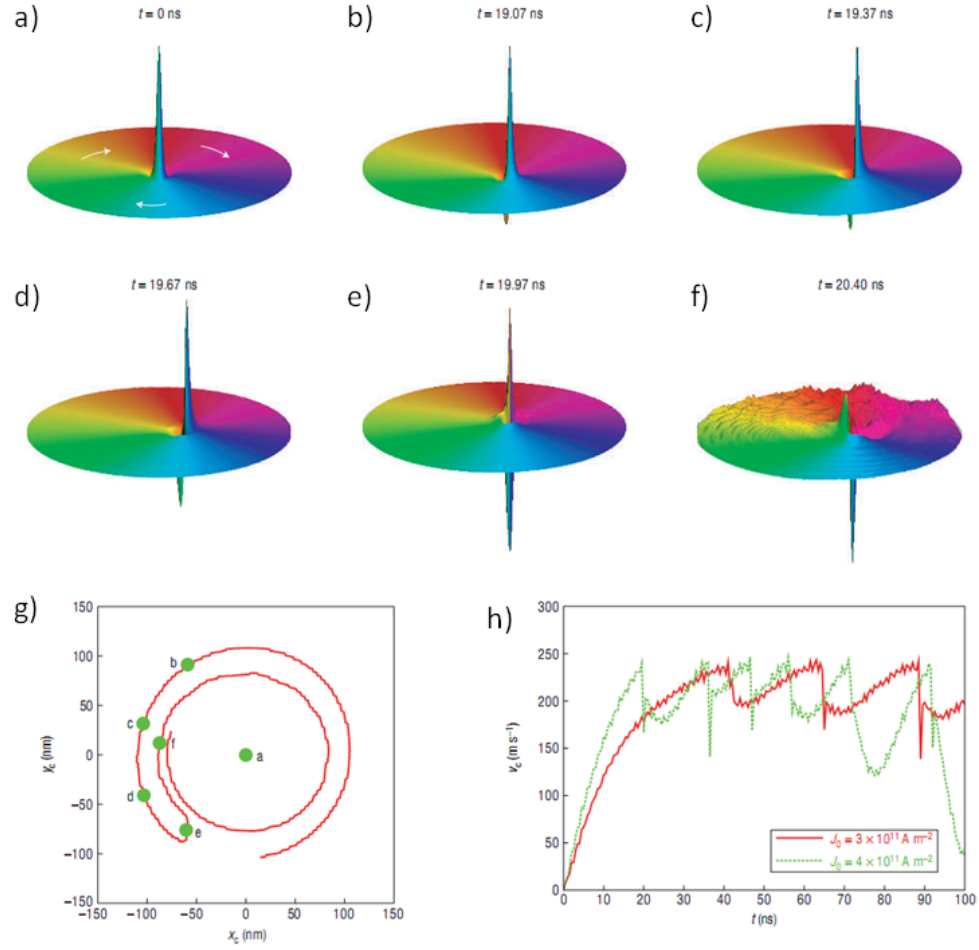 a)
t = 0 ns
b)
t = 19.07 ns
c)
t = 19.37 ns
d)
t = 19.67 ns
e)
t = 19.97 ns
f)
t = 20.40 ns
g)
150
100
50
0
−50
−100
−150
y_c (nm)
b
c
f
a
d
e
−150 −100 −50 0 50 100 150
x_c (nm)
h)
300
250
200
150
100
50
0
v_c (m s⁻¹)
J₀ = 3 × 10¹¹ A m⁻²
J₀ = 4 × 10¹¹ A m⁻²
0 10 20 30 40 50 60 70 80 90 100
t (ns)